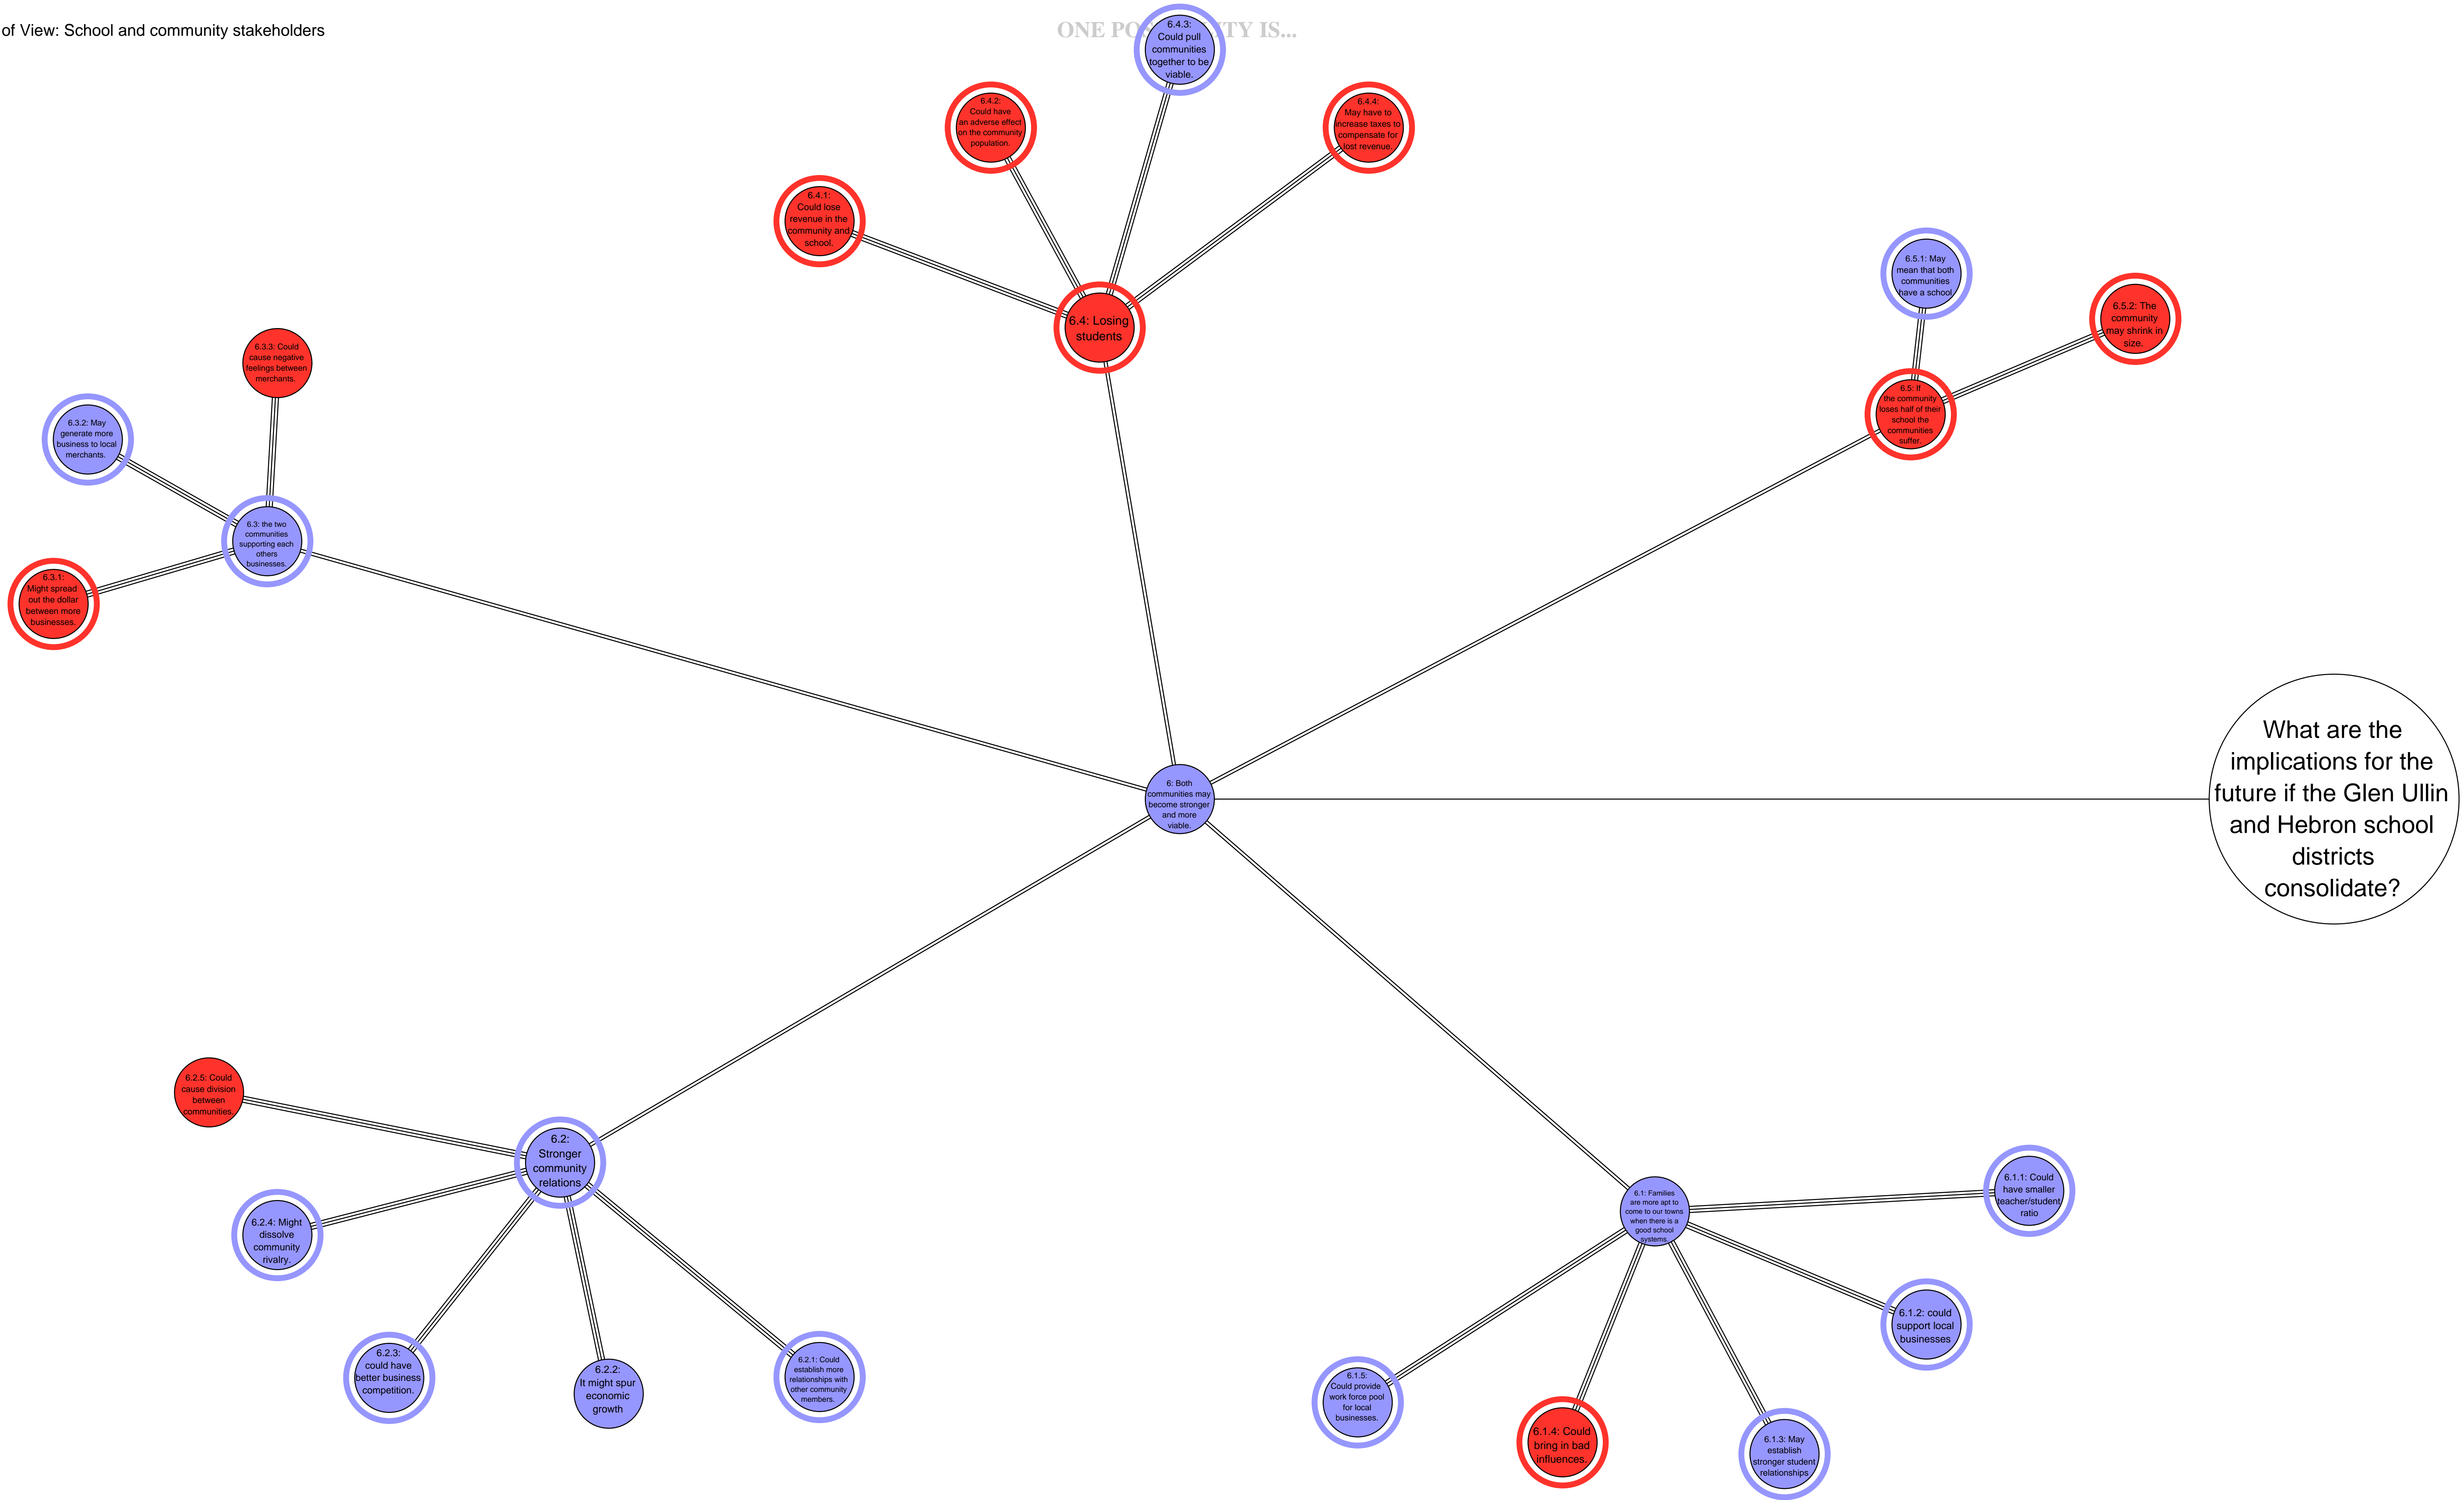 of View: School and community stakeholders
ONE POS
TY IS...
6.4.3:
Could pull
communities
together to be
viable.
6.4.2:
Could have
an adverse effect
on the community
population.
6.4.4:
May have to
increase taxes to
compensate for
lost revenue.
6.4.1:
Could lose
revenue in the
community and
school.
6.4: Losing
students
6.5.1: May
mean that both
communities
have a school
6.5.2: The
community
may shrink in
size.
6.5: If
the community
loses half of their
school the
communities
suffer.
6.3.3: Could
cause negative
feelings between
merchants.
6.3.2: May
generate more
business to local
merchants.
6.3: the two
communities
supporting each
others
businesses.
6.3.1:
Might spread
out the dollar
between more
businesses.
6: Both
communities may
become stronger
and more
viable.
What are the
implications for the
future if the Glen Ullin
and Hebron school
districts
consolidate?
6.2.5: Could
cause division
between
communities.
6.2:
Stronger
community
relations
6.2.4: Might
dissolve
community
rivalry.
6.2.3:
could have
better business
competition.
6.2.2:
It might spur
economic
growth
6.2.1: Could
establish more
relationships with
other community
members.
6.1: Families
are more apt to
come to our towns
when there is a
good school
systems.
6.1.1: Could
have smaller
teacher/student
ratio
6.1.2: could
support local
businesses
6.1.5:
Could provide
work force pool
for local
businesses.
6.1.4: Could
bring in bad
influences.
6.1.3: May
establish
stronger student
relationships